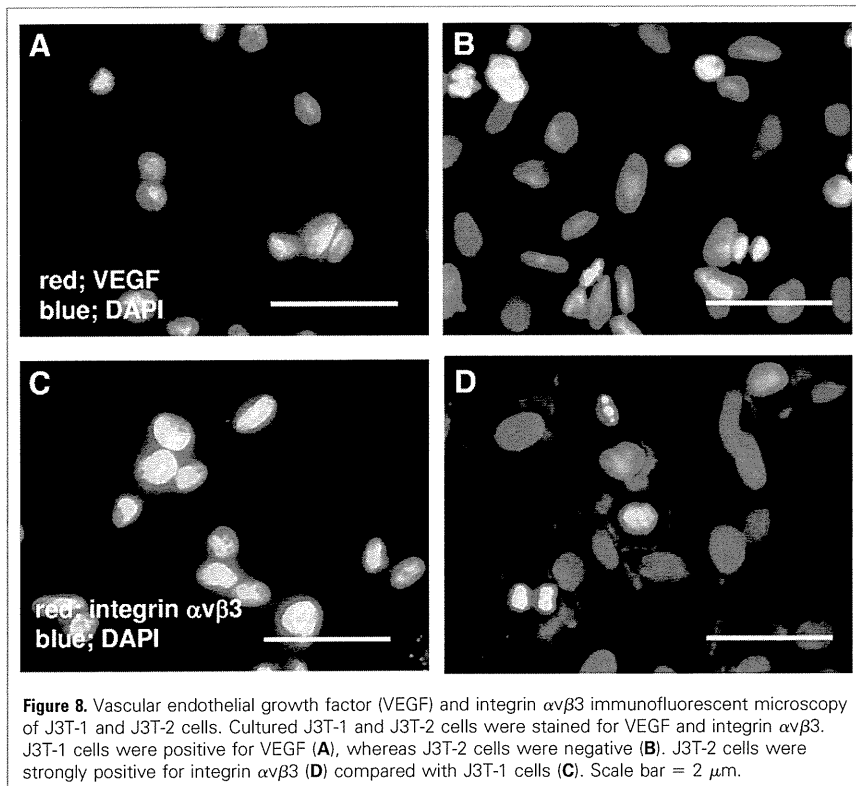 A
B
red; VEGF
blue; DAPI
C
D
red; integrin αvβ3
blue; DAPI
Figure 8. Vascular endothelial growth factor (VEGF) and integrin αvβ3 immunofluorescent microscopy
of J3T-1 and J3T-2 cells. Cultured J3T-1 and J3T-2 cells were stained for VEGF and integrin αvβ3.
J3T-1 cells were positive for VEGF (A), whereas J3T-2 cells were negative (B). J3T-2 cells were
strongly positive for integrin αvβ3 (D) compared with J3T-1 cells (C). Scale bar = 2 μm.